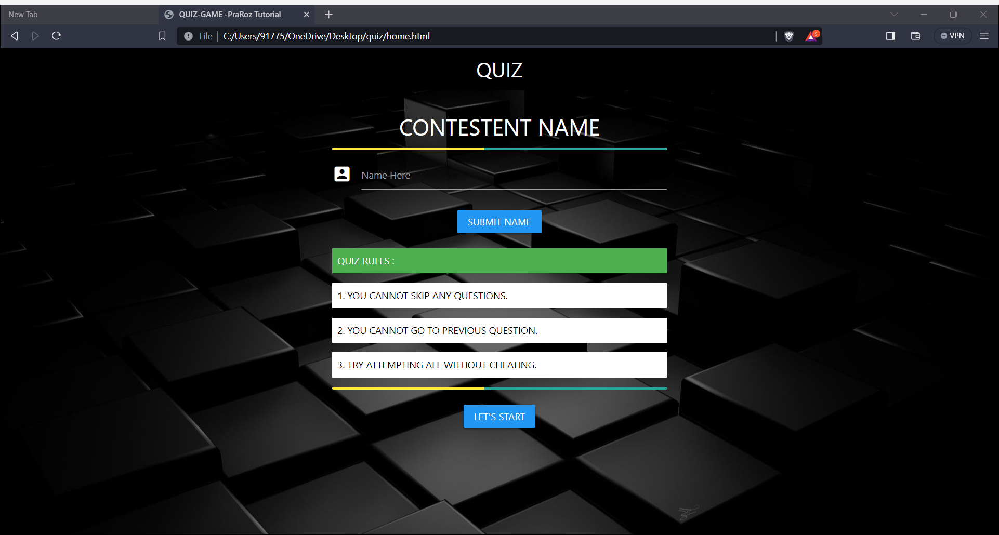 New Tab
QUIZ-GAME -PraRoz Tutorial
File | C:/Users/91775/OneDrive/Desktop/quiz/home.html
5
VPN
QUIZ
CONTESTENT NAME
Name Here
SUBMIT NAME
QUIZ RULES :
1. YOU CANNOT SKIP ANY QUESTIONS.
2. YOU CANNOT GO TO PREVIOUS QUESTION.
3. TRY ATTEMPTING ALL WITHOUT CHEATING.
LET'S START